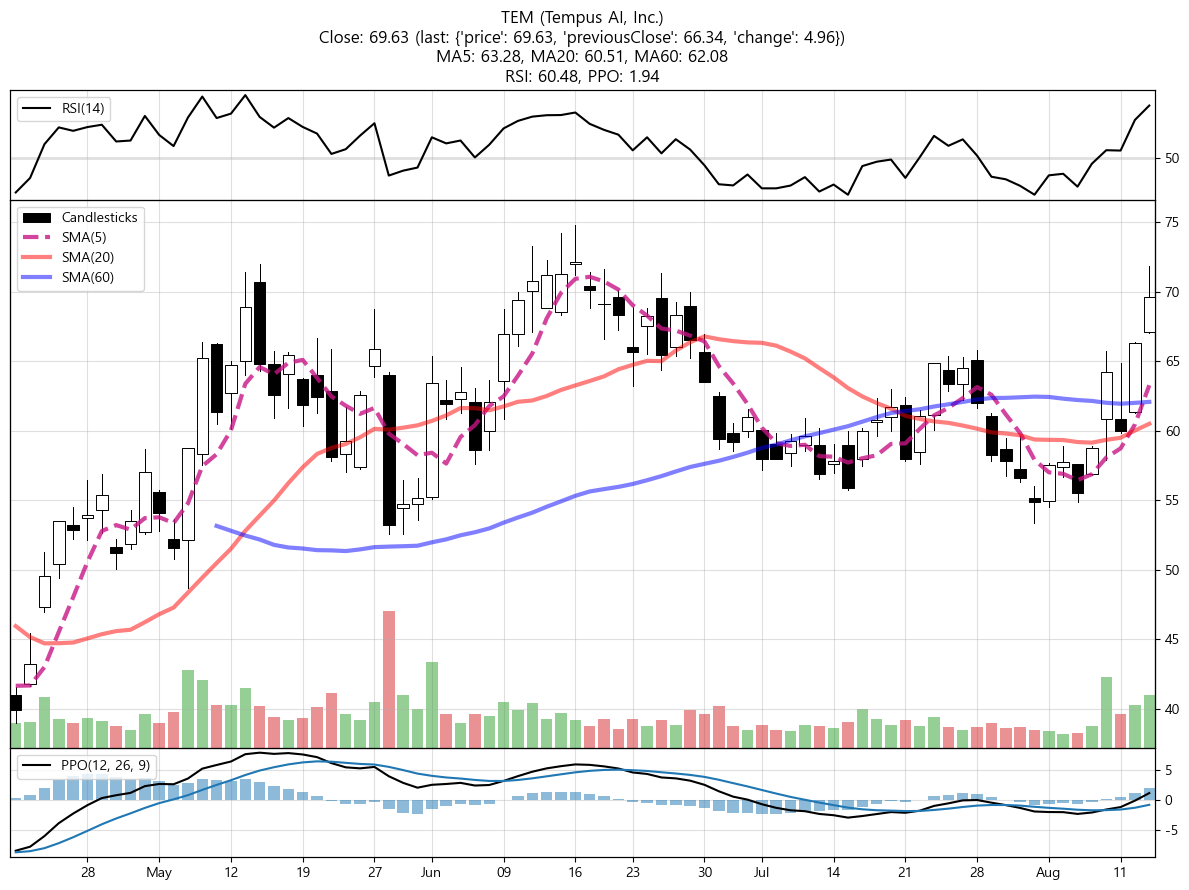 TEM (Tempus AI, Inc.)
Close: 69.63 (last: {'price': 69.63, 'previousClose': 66.34, 'change': 4.96})
MA5: 63.28, MA20: 60.51, MA60: 62.08
RSI: 60.48, PPO: 1.94
RSI(14)
50
Candlesticks
SMA(5)
SMA(20)
SMA(60)
75
70
65
60
55
50
45
40
PPO(12, 26, 9)
5
0
−5
28 May 12 19 27 Jun 09 16 23 30 Jul 14 21 28 Aug 11